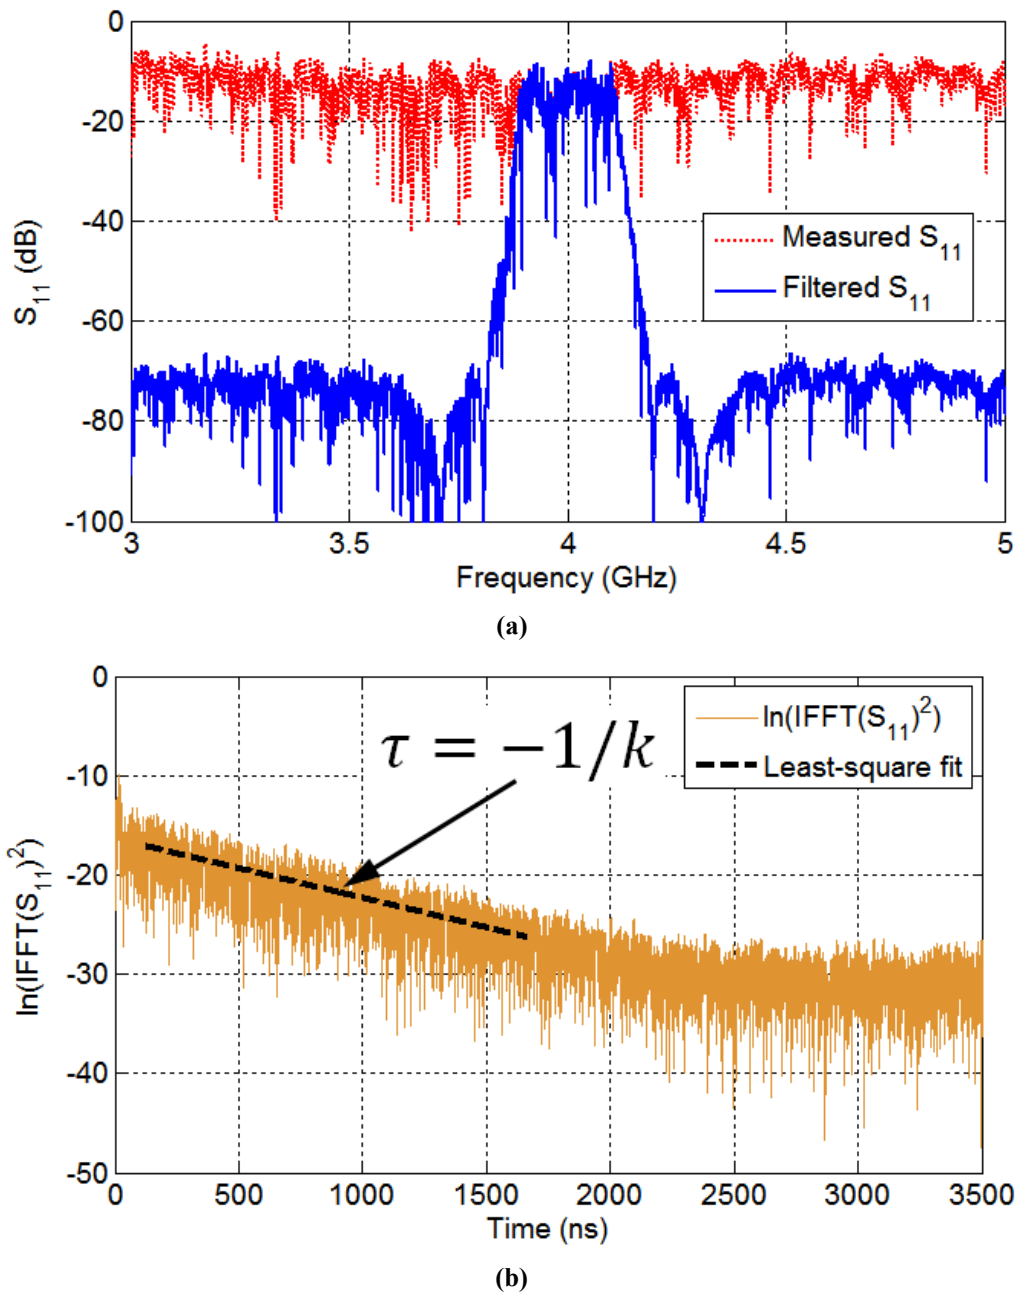 0
-20
-40
-60
-80
-100
S11 (dB)
Measured S11
Filtered S11
3
3.5
4
4.5
5
Frequency (GHz)
(a)
0
-10
-20
-30
-40
-50
ln(IFFT(S11)²)
ln(IFFT(S11)²)
Least-square fit
τ = −1/k
0
500
1000
1500
2000
2500
3000
3500
Time (ns)
(b)